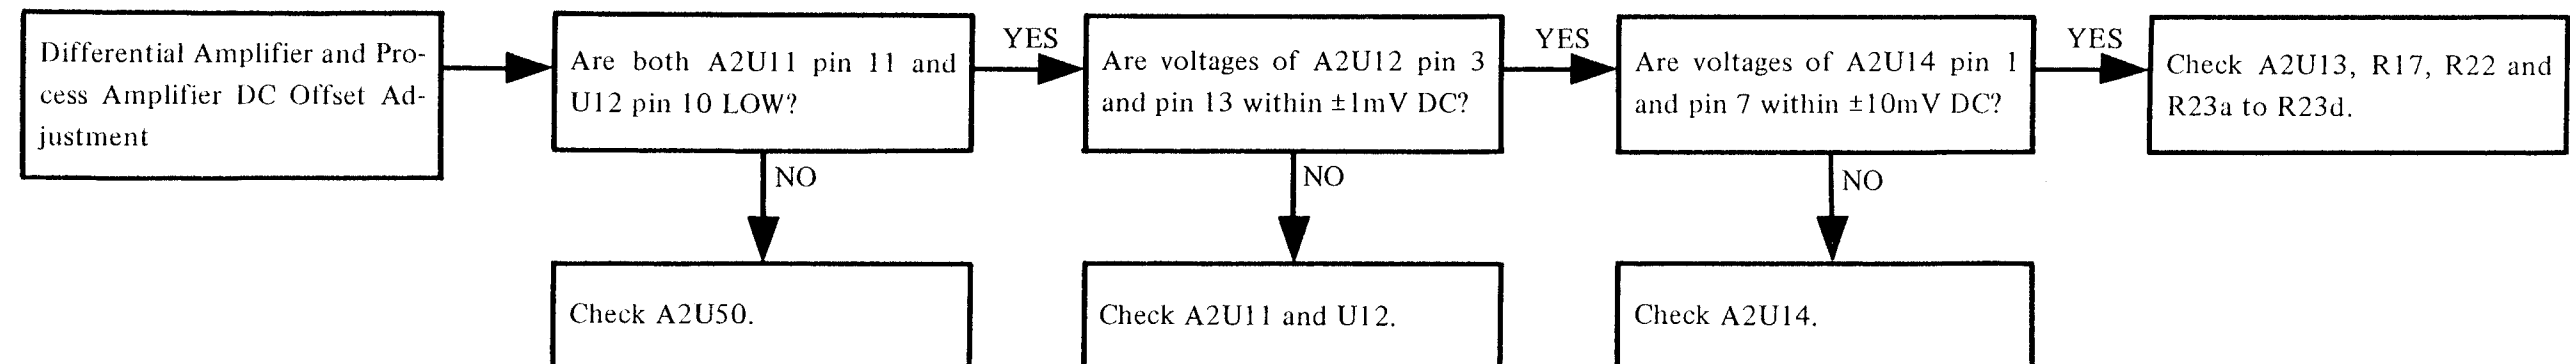 Differential Amplifier and Pro-
cess Amplifier DC Offset Ad-
justment
Are both A2U11 pin 11 and
U12 pin 10 LOW?
YES
Are voltages of A2U12 pin 3
and pin 13 within ±1mV DC?
YES
Are voltages of A2U14 pin 1
and pin 7 within ±10mV DC?
YES
Check A2U13, R17, R22 and
R23a to R23d.
NO
NO
NO
Check A2U50.
Check A2U11 and U12.
Check A2U14.